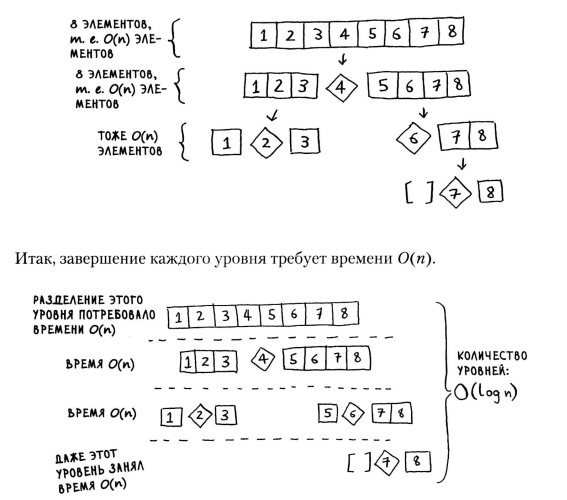 8 ЭЛЕМЕНТОВ,
т. е. O(n) ЭЛЕ-
МЕНТОВ
1 2 3 4 5 6 7 8
8 ЭЛЕМЕНТОВ,
т. е. O(n) ЭЛЕ-
МЕНТОВ
1 2 3 4 5 6 7 8
ТОЖЕ O(n)
ЭЛЕМЕНТОВ
1 2 3 6 7 8
[ ] 7 8
Итак, завершение каждого уровня требует времени O(n).
РАЗДЕЛЕНИЕ ЭТОГО
УРОВНЯ ПОТРЕБОВАЛО
ВРЕМЕНИ O(n)
1 2 3 4 5 6 7 8
ВРЕМЯ O(n)
1 2 3 4 5 6 7 8
ВРЕМЯ O(n)
1 2 3 5 6 7 8
ДАЖЕ ЭТОТ
УРОВЕНЬ ЗАНЯЛ
ВРЕМЯ O(n)
[ ] 7 8
КОЛИЧЕСТВО
УРОВНЕЙ:
O(log n)